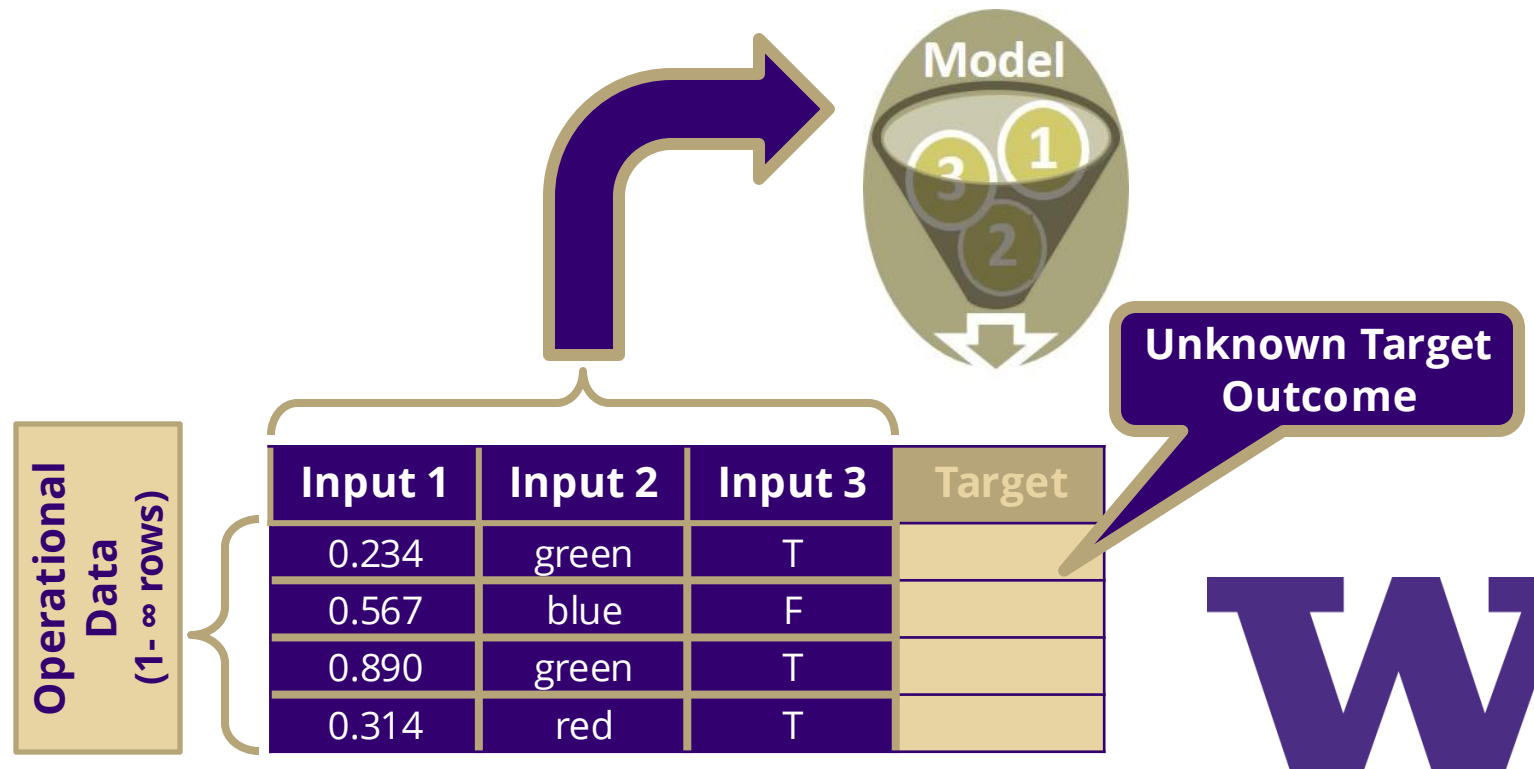 Model
3 1
2
Unknown Target
Outcome
Operational
Data
(1- ∞ rows)
Input 1 Input 2 Input 3 Target
0.234 green T
0.567 blue F
0.890 green T
0.314 red T
W